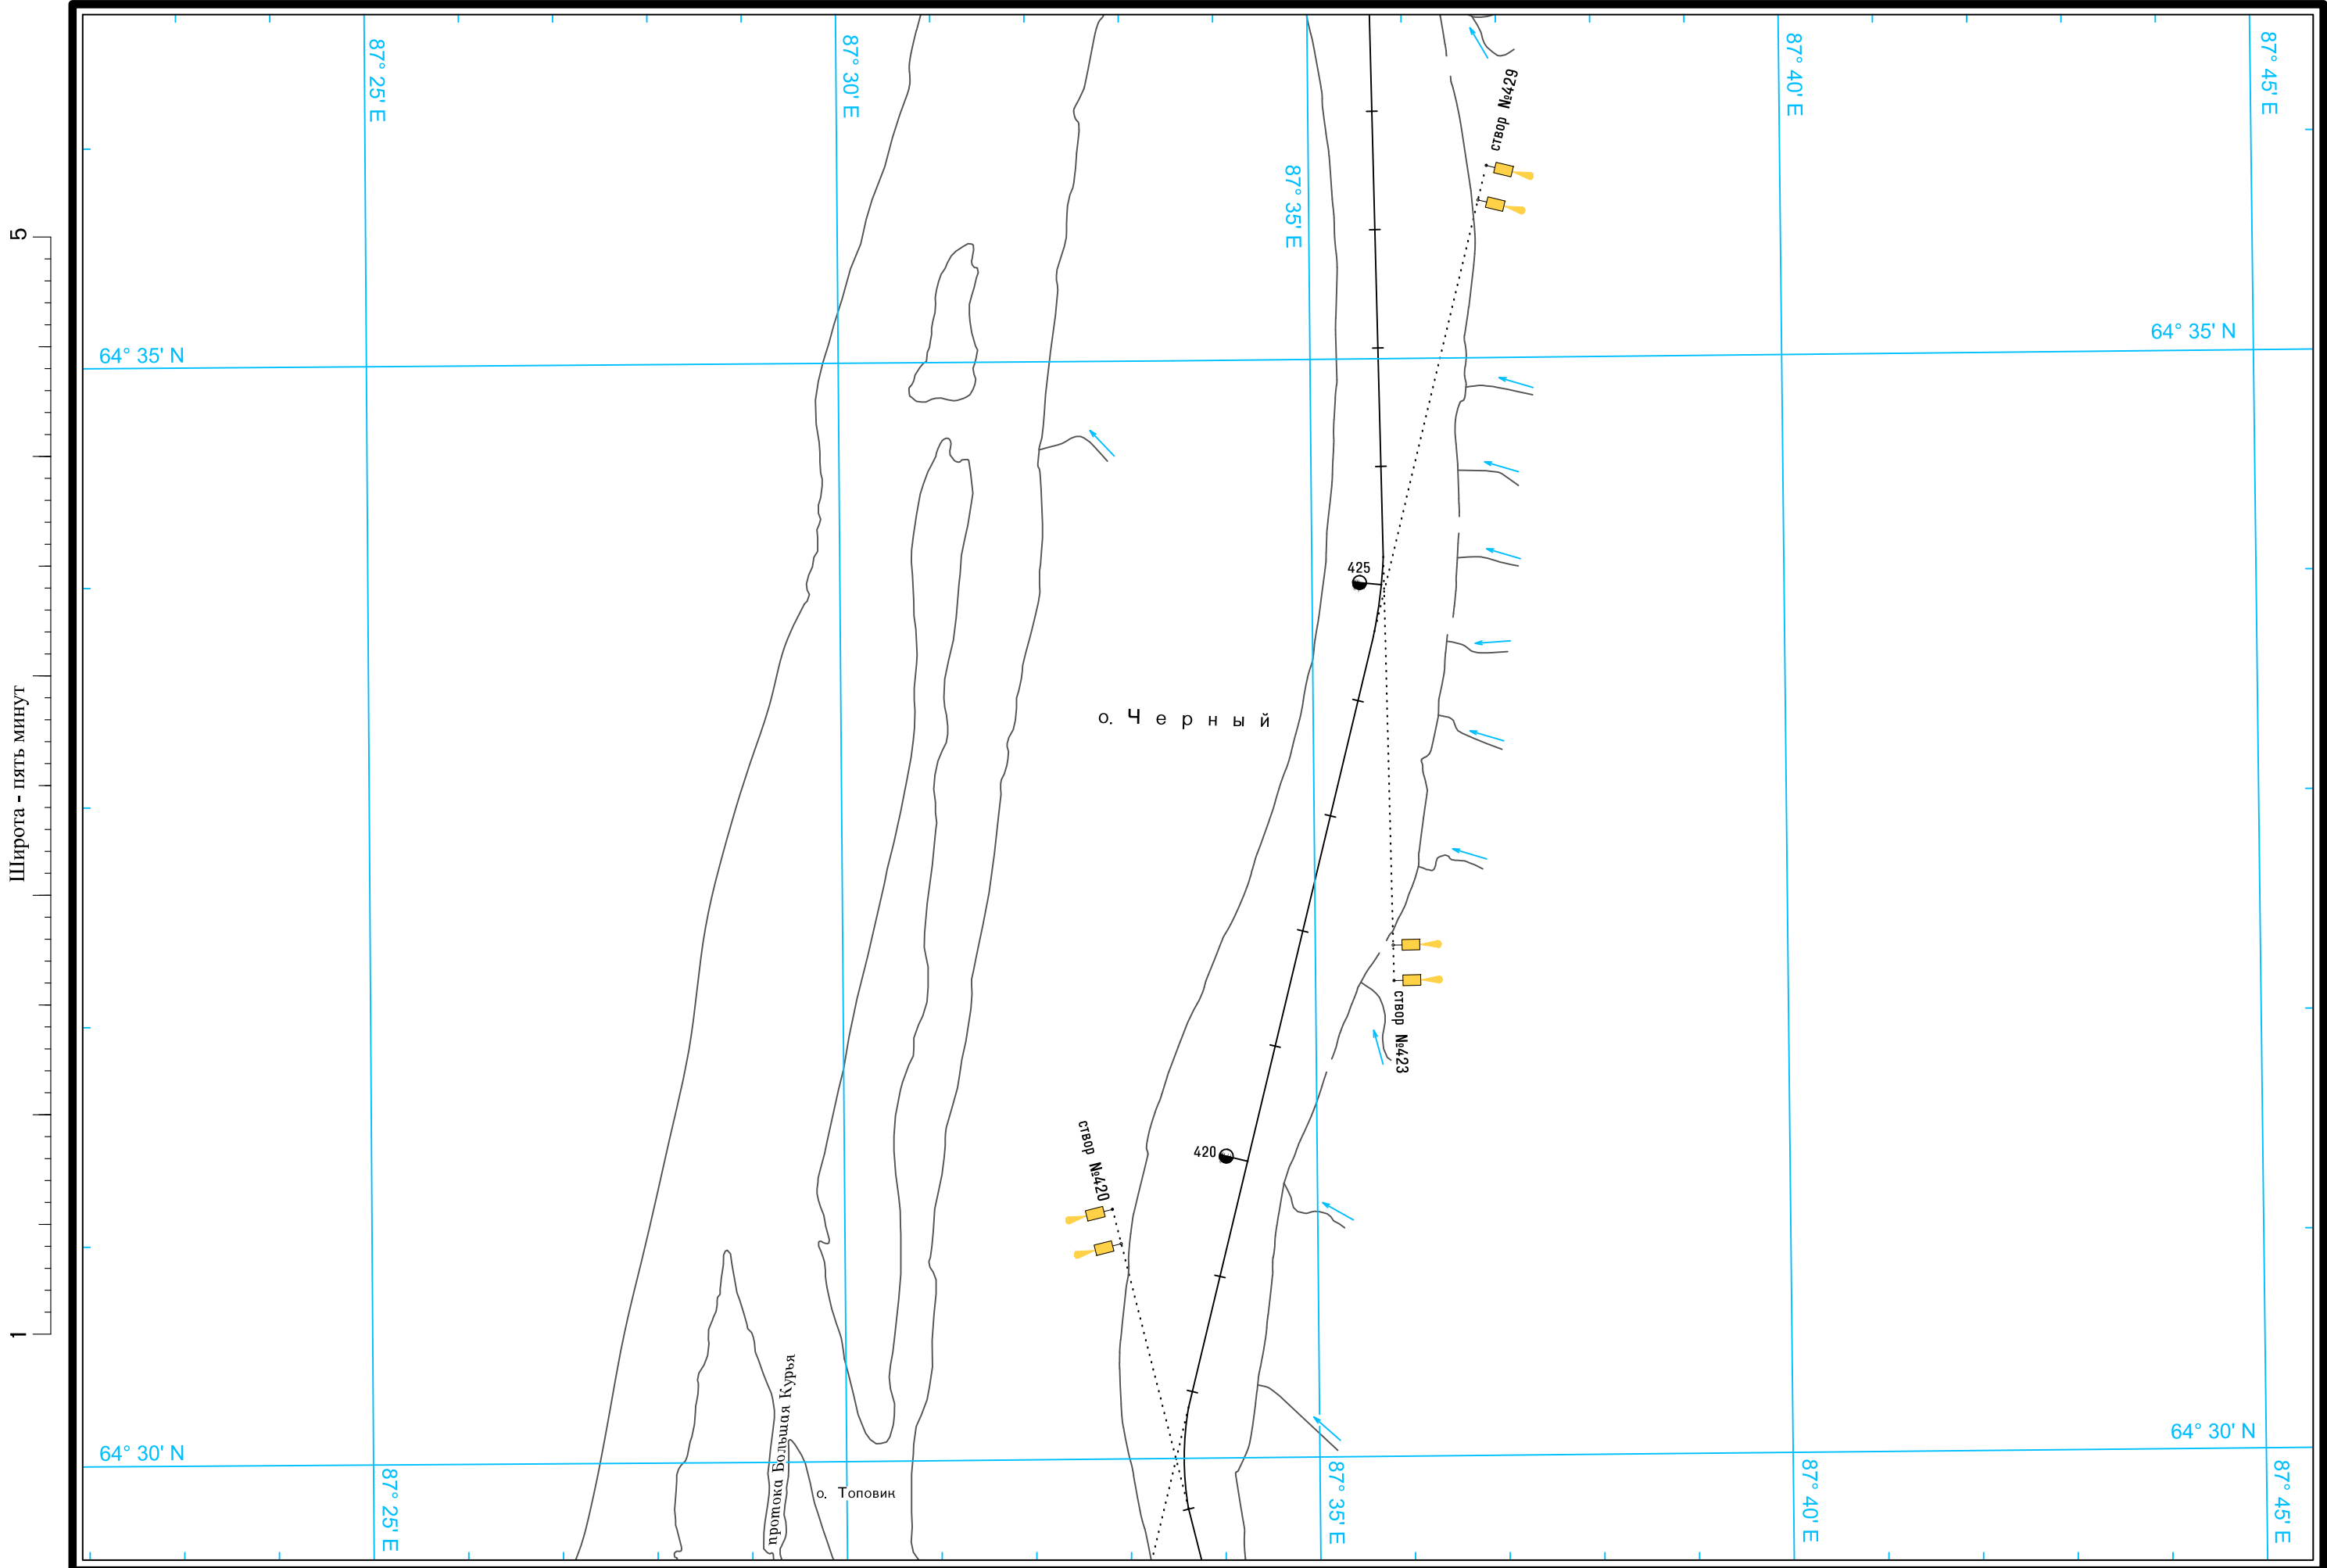 87° 25' E
87° 30' E
87° 35' E
87° 40' E
87° 45' E
створ №429
5
64° 35' N
64° 35' N
425
о. Черный
Широта - пять минут
створ №423
створ №420
420
1
протока Большая Курья
64° 30' N
64° 30' N
о. Топовик
87° 25' E
87° 35' E
87° 40' E
87° 45' E